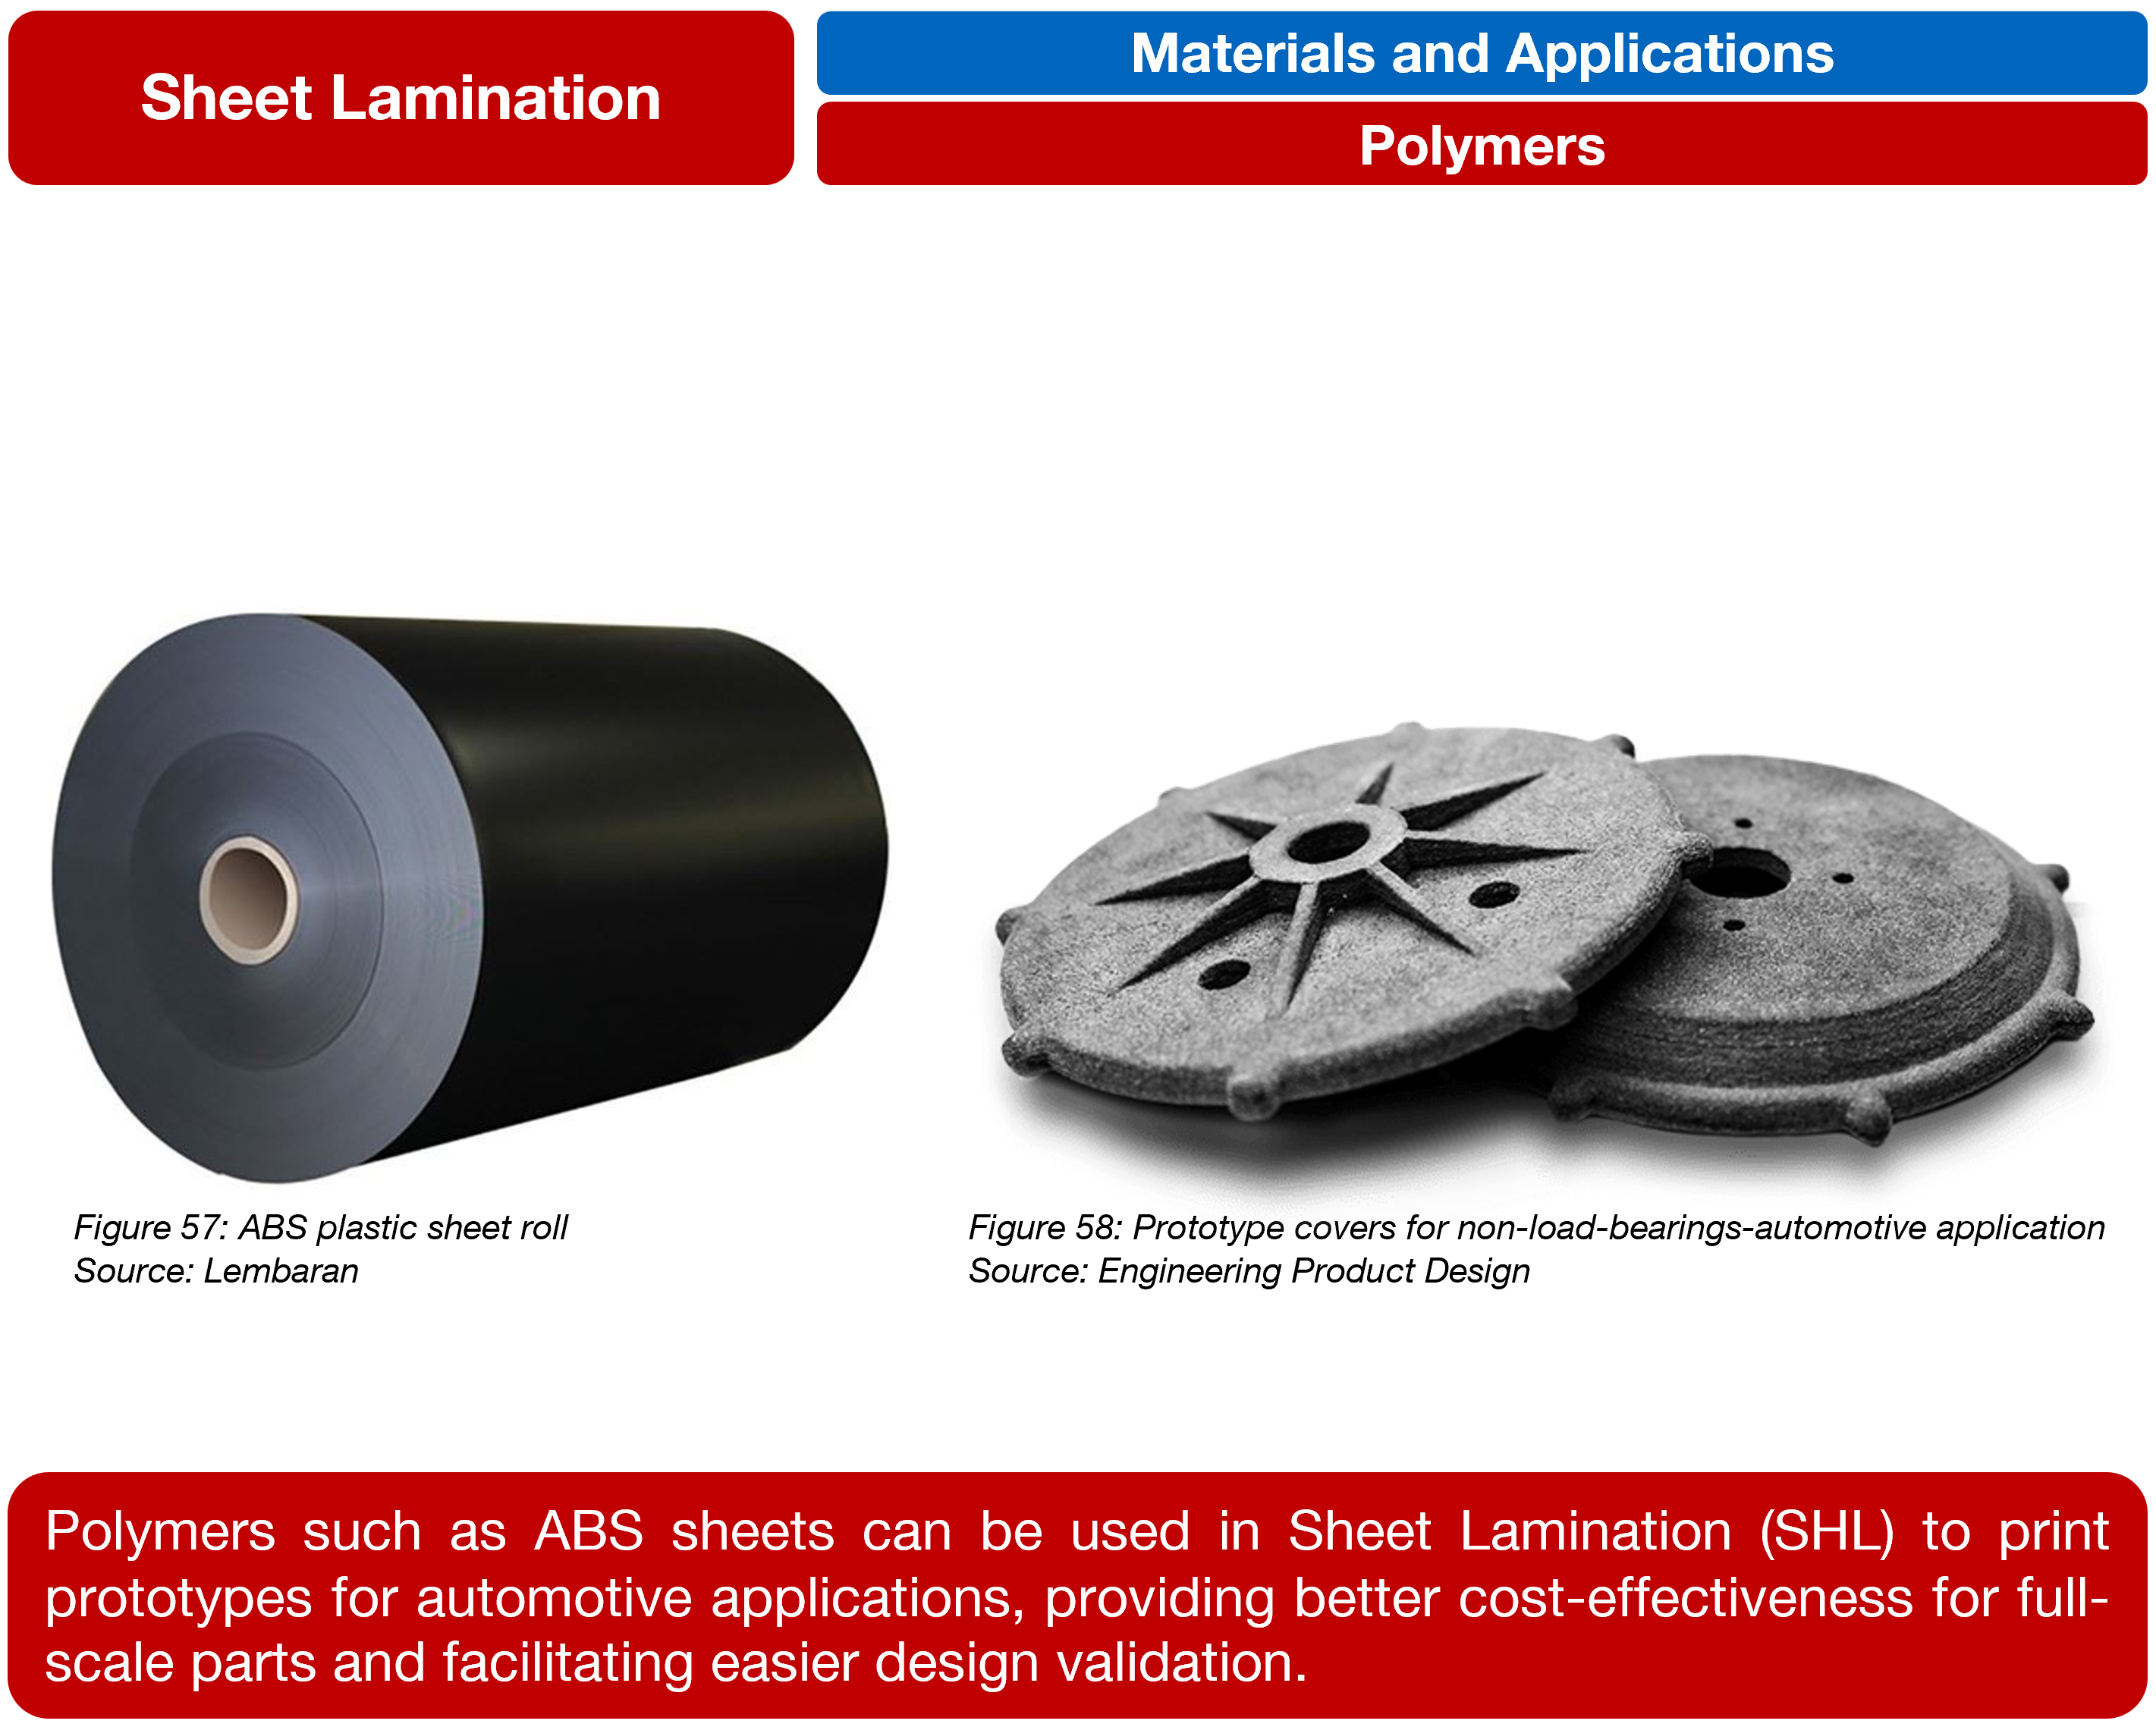 Sheet Lamination
Materials and Applications
Polymers
Figure 57: ABS plastic sheet roll
Source: Lembaran
Figure 58: Prototype covers for non-load-bearings-automotive application
Source: Engineering Product Design
Polymers such as ABS sheets can be used in Sheet Lamination (SHL) to print
prototypes for automotive applications, providing better cost-effectiveness for full-
scale parts and facilitating easier design validation.